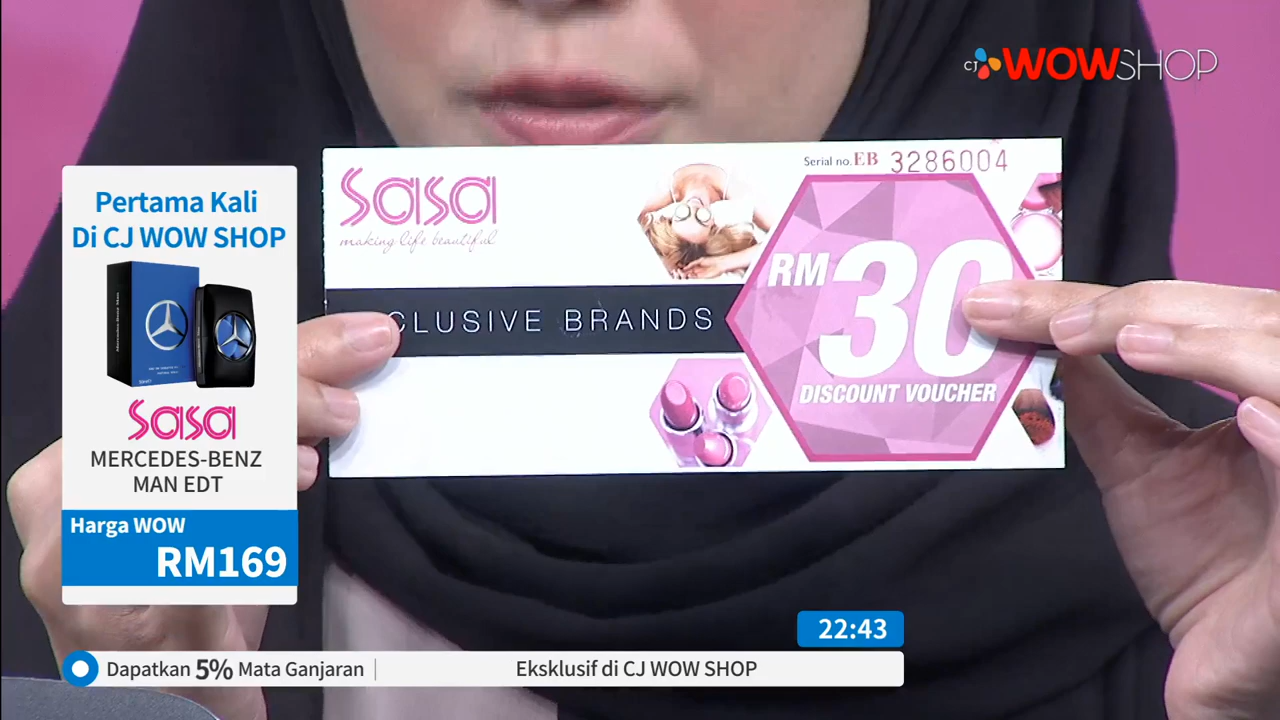 CJ WOWSHOP
Pertama Kali
Di CJ WOW SHOP
Sasa
MERCEDES-BENZ
MAN EDT
Harga WOW
RM169
Sasa
making life beautiful
Serial no. EB 3286004
CLUSIVE BRANDS
RM30
DISCOUNT VOUCHER
22:43
Dapatkan 5% Mata Ganjaran
Eksklusif di CJ WOW SHOP